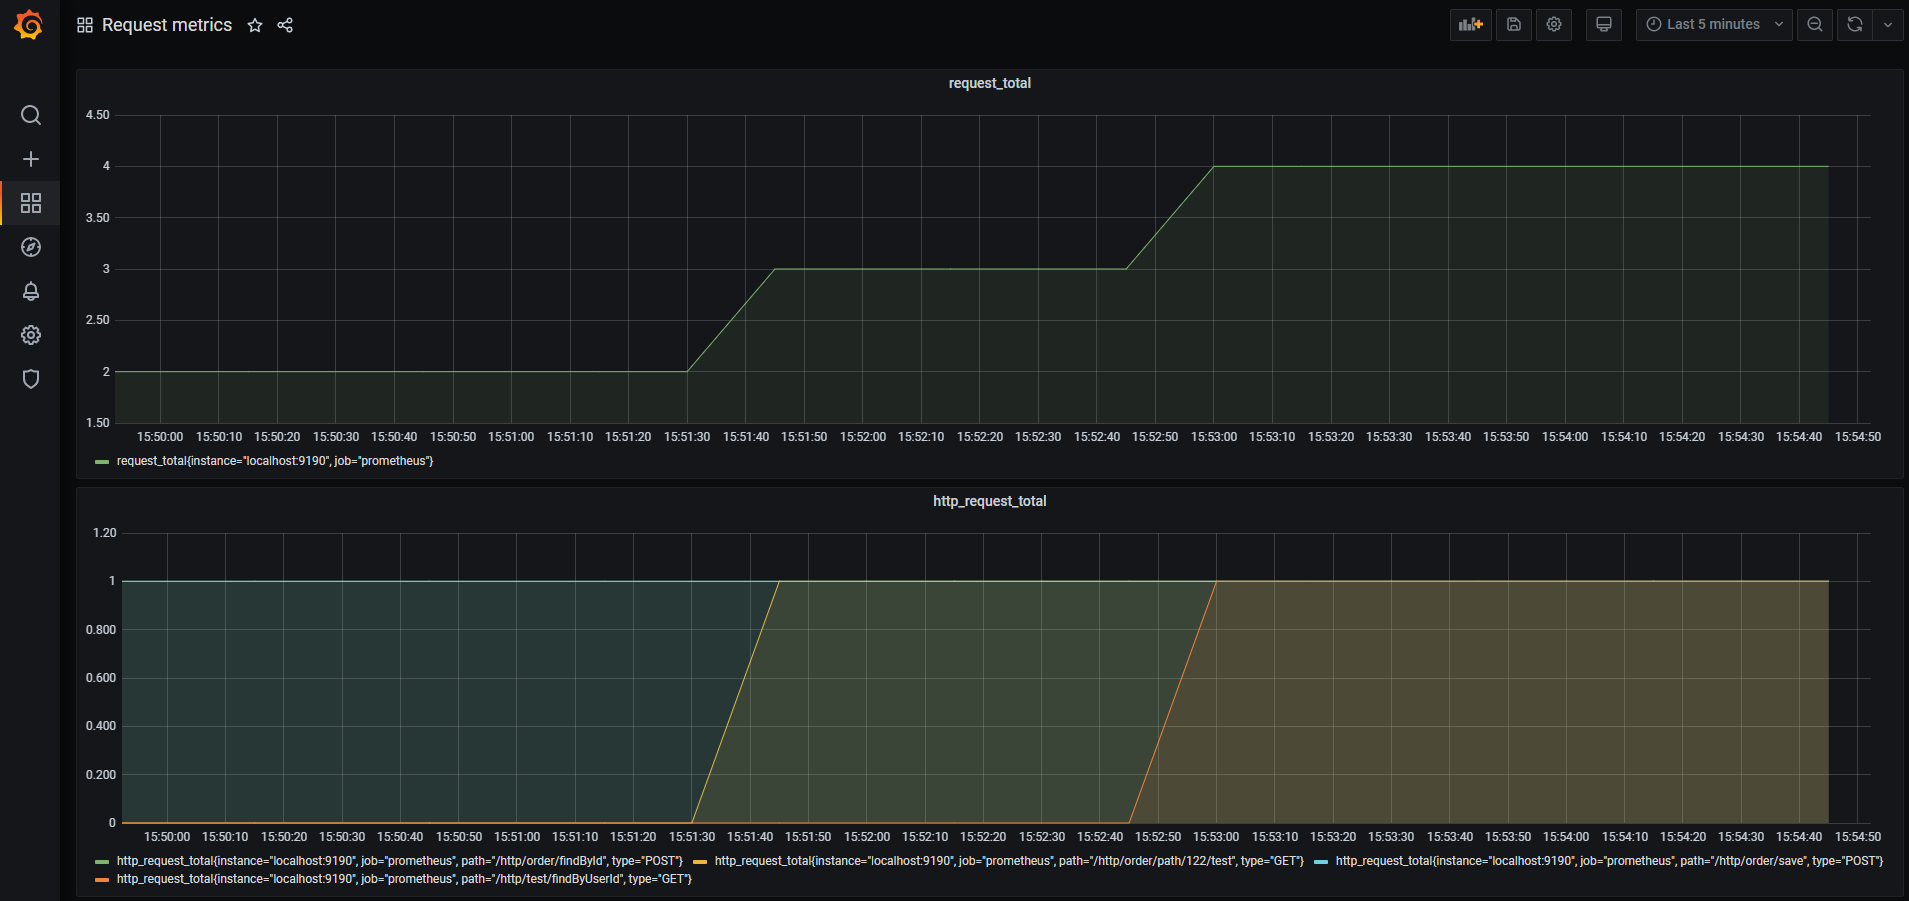 Request metrics
Last 5 minutes
request_total
4.50
4
3.50
3
2.50
2
1.50
15:50:00 15:50:10 15:50:20 15:50:30 15:50:40 15:50:50 15:51:00 15:51:10 15:51:20 15:51:30 15:51:40 15:51:50 15:52:00 15:52:10 15:52:20 15:52:30 15:52:40 15:52:50 15:53:00 15:53:10 15:53:20 15:53:30 15:53:40 15:53:50 15:54:00 15:54:10 15:54:20 15:54:30 15:54:40 15:54:50
request_total{instance="localhost:9190", job="prometheus"}
http_request_total
1.20
1
0.800
0.600
0.400
0.200
0
15:50:00 15:50:10 15:50:20 15:50:30 15:50:40 15:50:50 15:51:00 15:51:10 15:51:20 15:51:30 15:51:40 15:51:50 15:52:00 15:52:10 15:52:20 15:52:30 15:52:40 15:52:50 15:53:00 15:53:10 15:53:20 15:53:30 15:53:40 15:53:50 15:54:00 15:54:10 15:54:20 15:54:30 15:54:40 15:54:50
http_request_total{instance="localhost:9190", job="prometheus", path="/http/order/findById", type="POST"} http_request_total{instance="localhost:9190", job="prometheus", path="/http/order/path/122/test", type="GET"} http_request_total{instance="localhost:9190", job="prometheus", path="/http/order/save", type="POST"}
http_request_total{instance="localhost:9190", job="prometheus", path="/http/test/findByUserId", type="GET"}